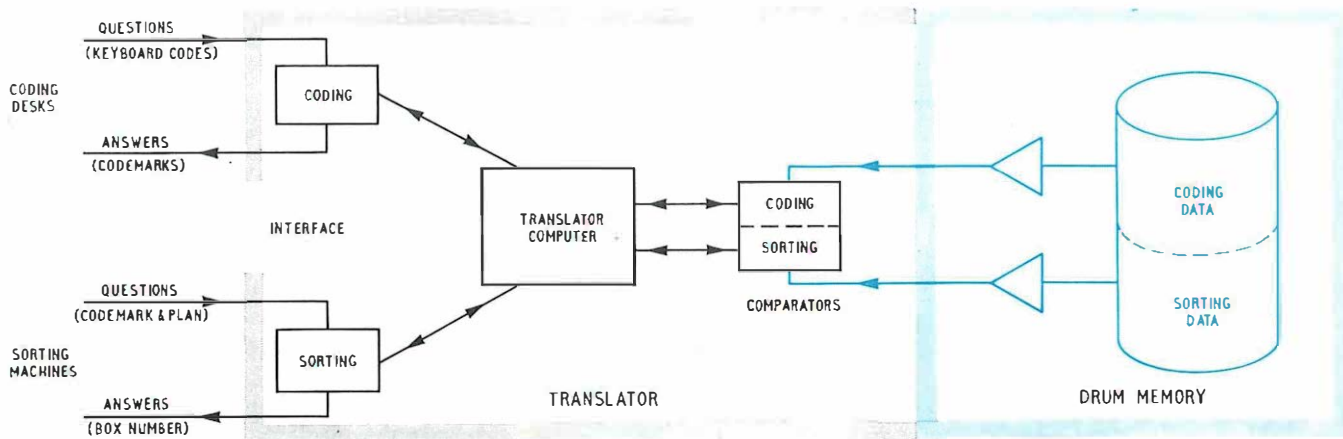 QUESTIONS
(KEYBOARD CODES)
CODING
DESKS
CODING
ANSWERS
(CODEMARKS)
INTERFACE
QUESTIONS
(CODEMARK & PLAN)
SORTING
MACHINES
SORTING
ANSWERS
(BOX NUMBER)
TRANSLATOR
COMPUTER
CODING
SORTING
COMPARATORS
TRANSLATOR
CODING
DATA
SORTING
DATA
DRUM MEMORY